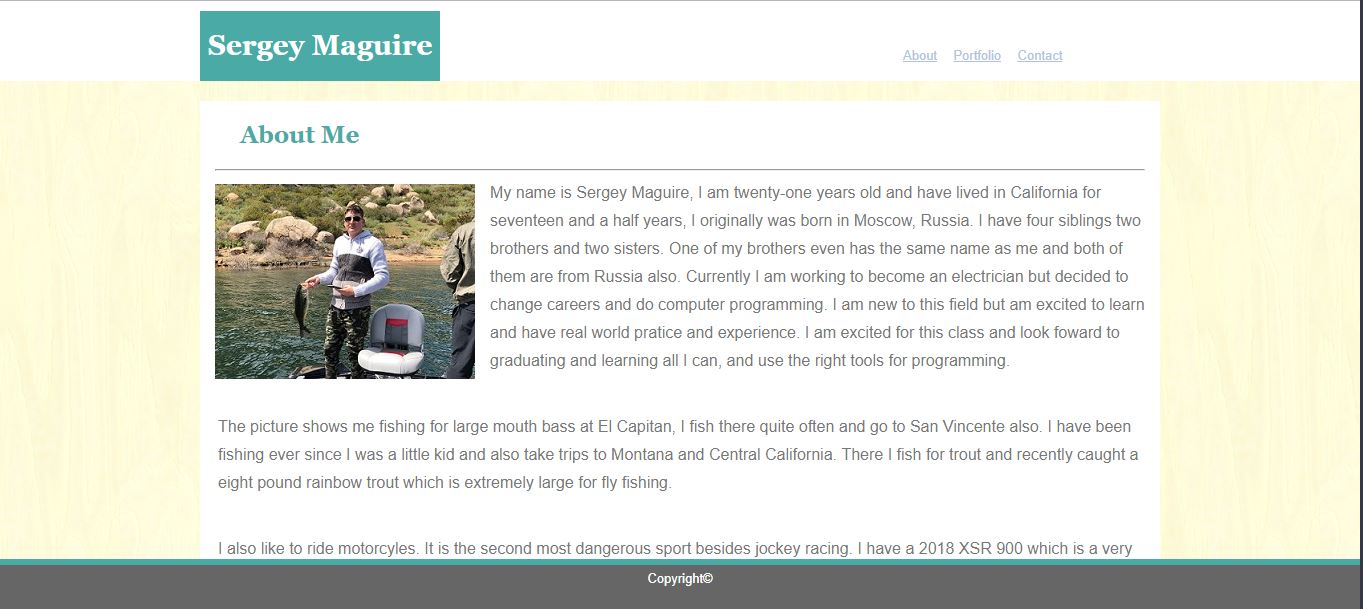 Sergey Maguire
About Portfolio Contact
About Me
My name is Sergey Maguire, I am twenty-one years old and have lived in California for
seventeen and a half years, I originally was born in Moscow, Russia. I have four siblings two
brothers and two sisters. One of my brothers even has the same name as me and both of
them are from Russia also. Currently I am working to become an electrician but decided to
change careers and do computer programming. I am new to this field but am excited to learn
and have real world pratice and experience. I am excited for this class and look foward to
graduating and learning all I can, and use the right tools for programming.
The picture shows me fishing for large mouth bass at El Capitan, I fish there quite often and go to San Vincente also. I have been
fishing ever since I was a little kid and also take trips to Montana and Central California. There I fish for trout and recently caught a
eight pound rainbow trout which is extremely large for fly fishing.
I also like to ride motorcyles. It is the second most dangerous sport besides jockey racing. I have a 2018 XSR 900 which is a very
Copyright©